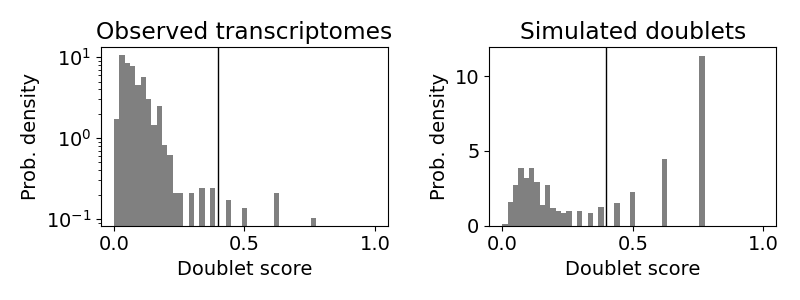 Observed transcriptomes
Prob. density
10¹
10⁰
10⁻¹
0.0 0.5 1.0
Doublet score
Simulated doublets
Prob. density
10
5
0
0.0 0.5 1.0
Doublet score